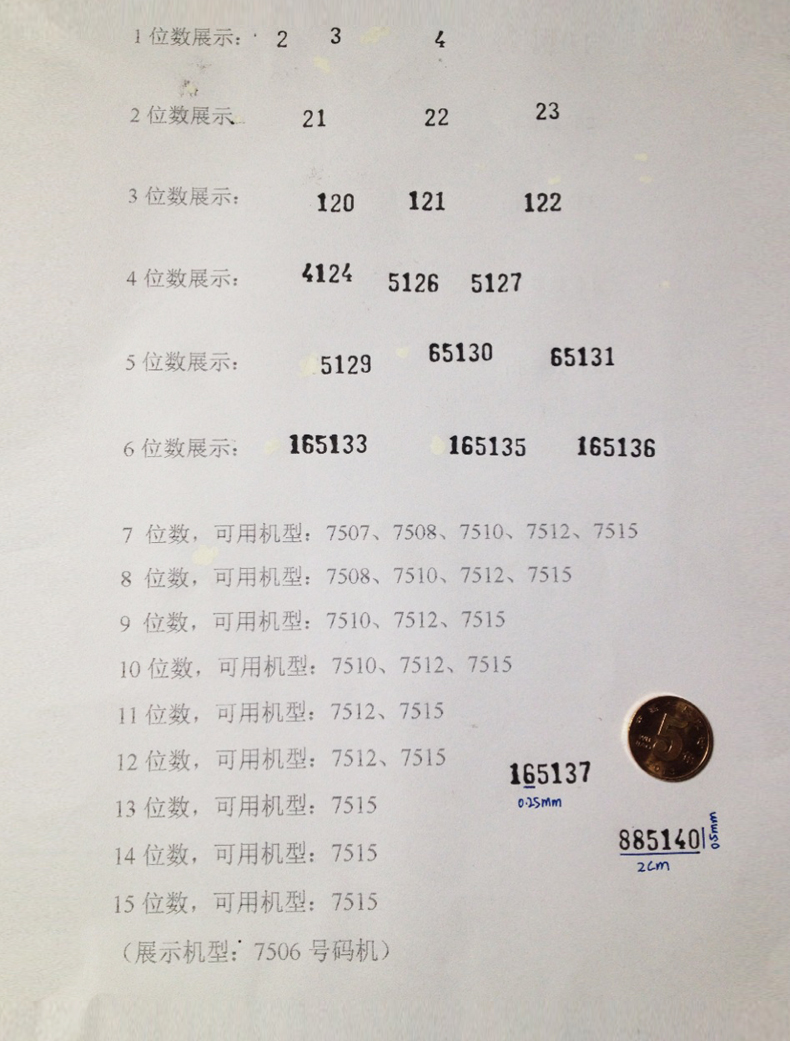 1 位数展示： 2 3 4
2 位数展示 21 22 23
3 位数展示： 120 121 122
4 位数展示： 4124 5126 5127
5 位数展示： 5129 65130 65131
6 位数展示： 165133 165135 165136
7 位数，可用机型：7507、7508、7510、7512、7515
8 位数，可用机型：7508、7510、7512、7515
9 位数，可用机型：7510、7512、7515
10 位数，可用机型：7510、7512、7515
11 位数，可用机型：7512、7515
12 位数，可用机型：7512、7515
165137
0.25mm
5
13 位数，可用机型：7515
885140
0.5mm
2cm
14 位数，可用机型：7515
15 位数，可用机型：7515
（展示机型：7506 号码机）